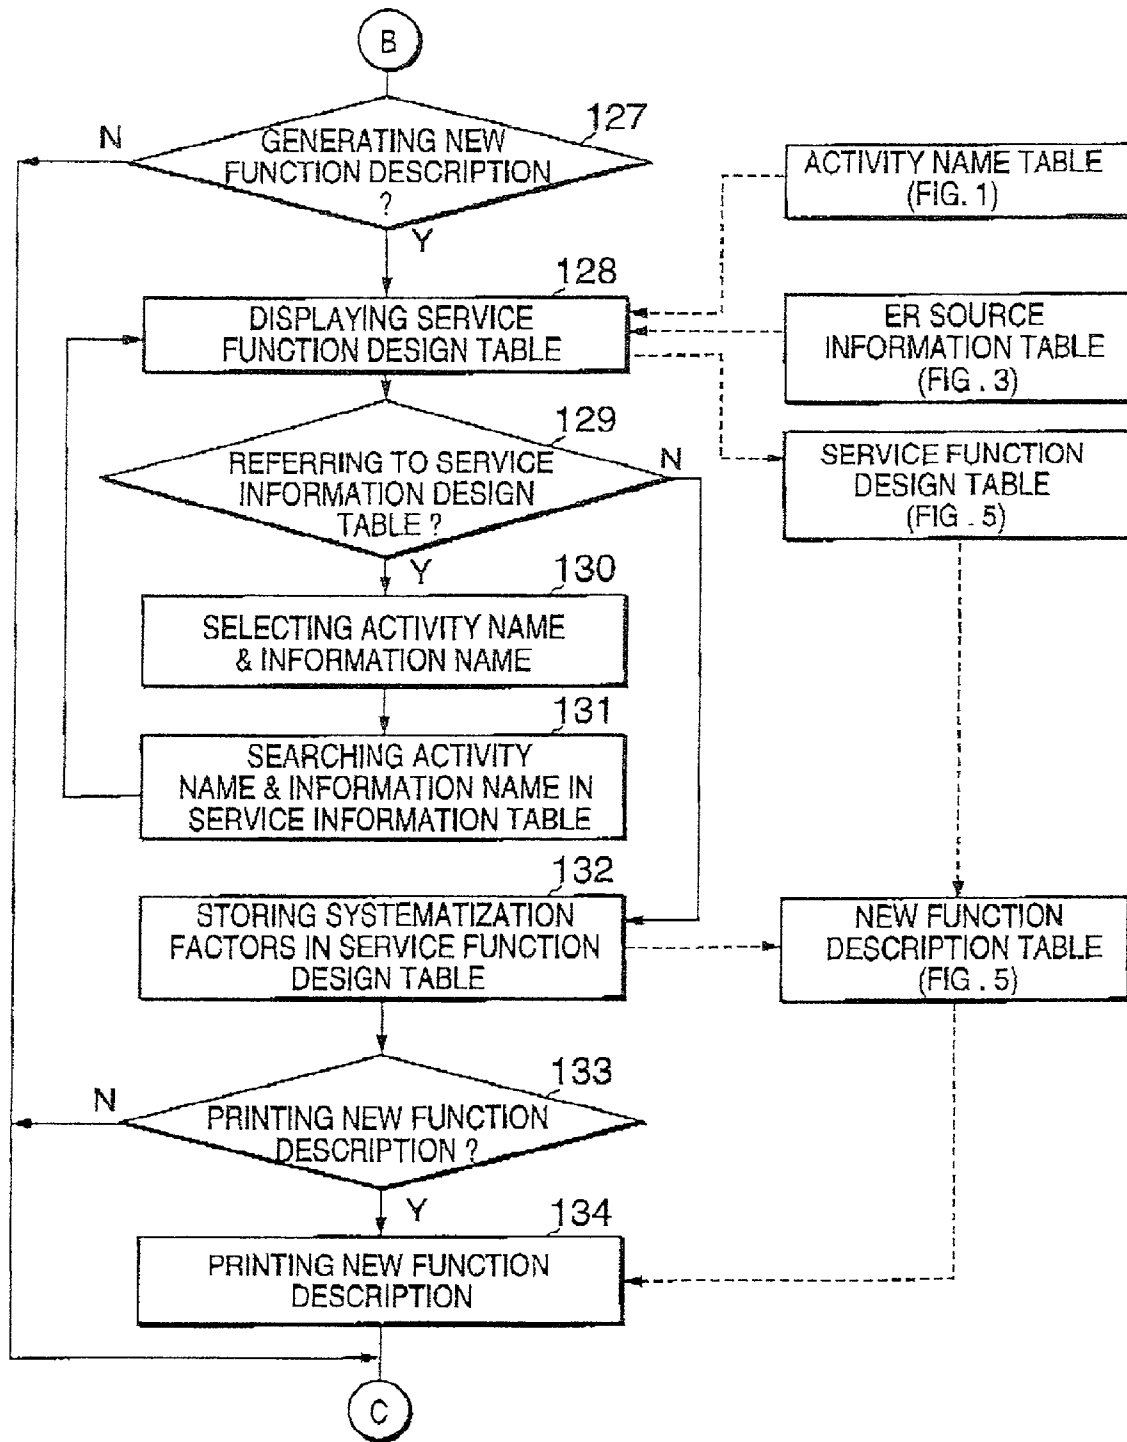 B
127
N
GENERATING NEW
FUNCTION DESCRIPTION
?
Y
ACTIVITY NAME TABLE
(FIG. 1)
128
DISPLAYING SERVICE
FUNCTION DESIGN TABLE
ER SOURCE
INFORMATION TABLE
(FIG. 3)
129
REFERRING TO SERVICE
INFORMATION DESIGN
TABLE ?
N
Y
SERVICE FUNCTION
DESIGN TABLE
(FIG. 5)
130
SELECTING ACTIVITY NAME
& INFORMATION NAME
131
SEARCHING ACTIVITY
NAME & INFORMATION NAME IN
SERVICE INFORMATION TABLE
132
STORING SYSTEMATIZATION
FACTORS IN SERVICE FUNCTION
DESIGN TABLE
NEW FUNCTION
DESCRIPTION TABLE
(FIG. 5)
133
N
PRINTING NEW FUNCTION
DESCRIPTION ?
Y
134
PRINTING NEW FUNCTION
DESCRIPTION
C